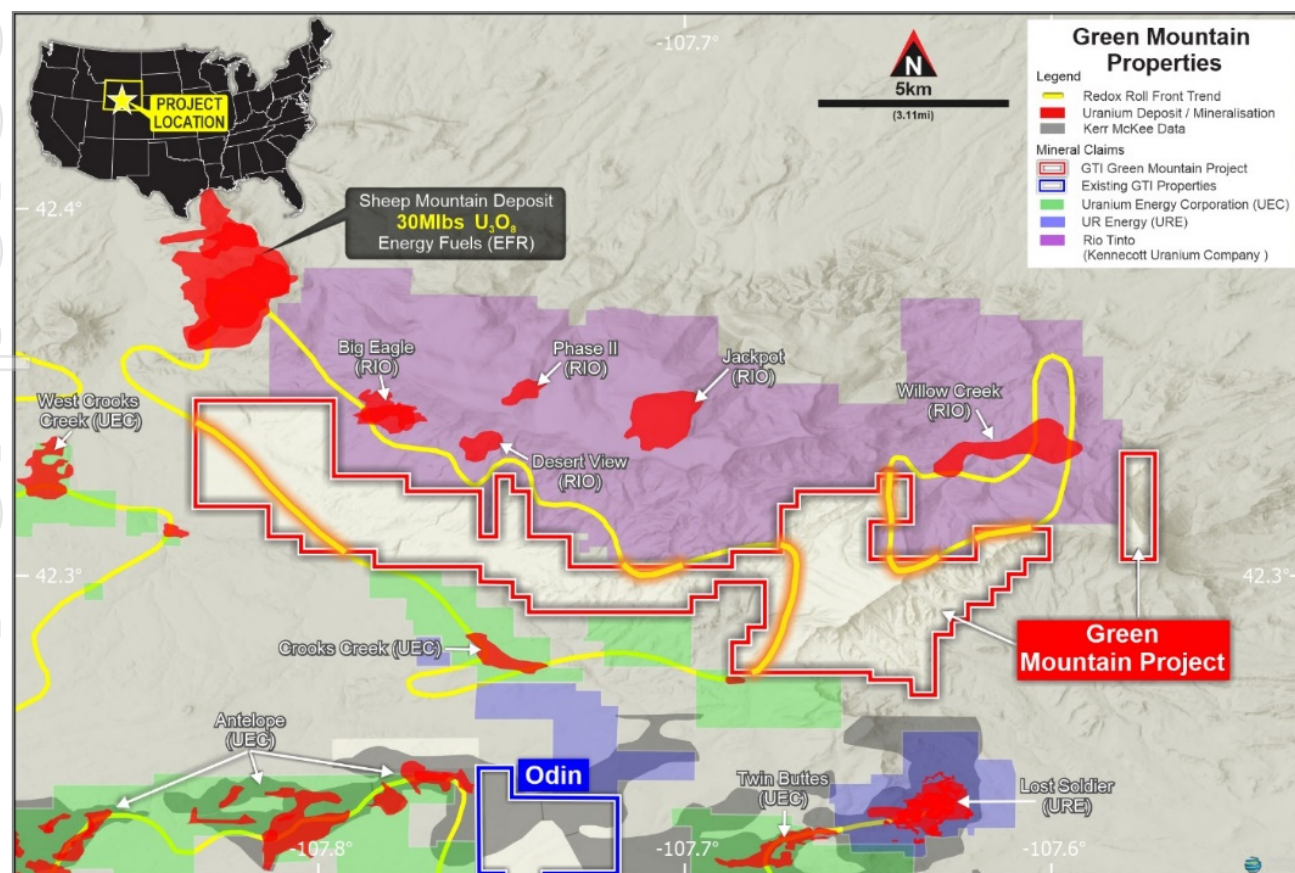 PROJECT
LOCATION
-107.7°
N
5km
(3.11mi)
Green Mountain
Properties
Legend
Redox Roll Front Trend
Uranium Deposit / Mineralisation
Kerr McKee Data
Mineral Claims
GTI Green Mountain Project
Existing GTI Properties
Uranium Energy Corporation (UEC)
UR Energy (URE)
Rio Tinto
(Kennecott Uranium Company )
42.4°
Sheep Mountain Deposit
30Mlbs U₃O₈
Energy Fuels (EFR)
Big Eagle
(RIO)
Phase II
(RIO)
Jackpot
(RIO)
Willow Creek
(RIO)
West Crooks
Creek (UEC)
Desert View
(RIO)
42.3°
42.3°
Crooks Creek (UEC)
Green
Mountain Project
Antelope
(UEC)
Odin
Twin Buttes
(UEC)
Lost Soldier
(URE)
-107.8°
-107.7°
-107.6°